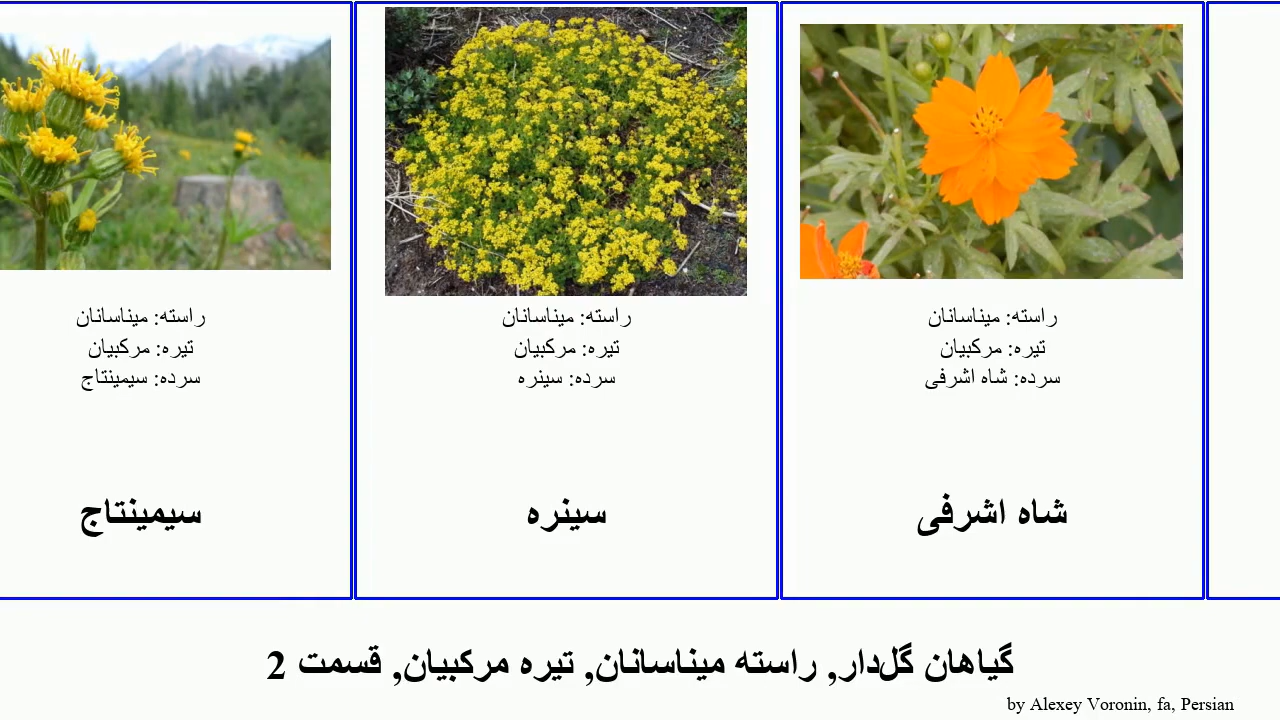 راسته: میناسانان
تیره: مرکبیان
سرده: سیمینتاج
سیمینتاج
راسته: میناسانان
تیره: مرکبیان
سرده: سینره
سینره
راسته: میناسانان
تیره: مرکبیان
سرده: شاه اشرفی
شاه اشرفی
گیاهان گل‌دار, راسته میناسانان, تیره مرکبیان, قسمت 2
by Alexey Voronin, fa, Persian